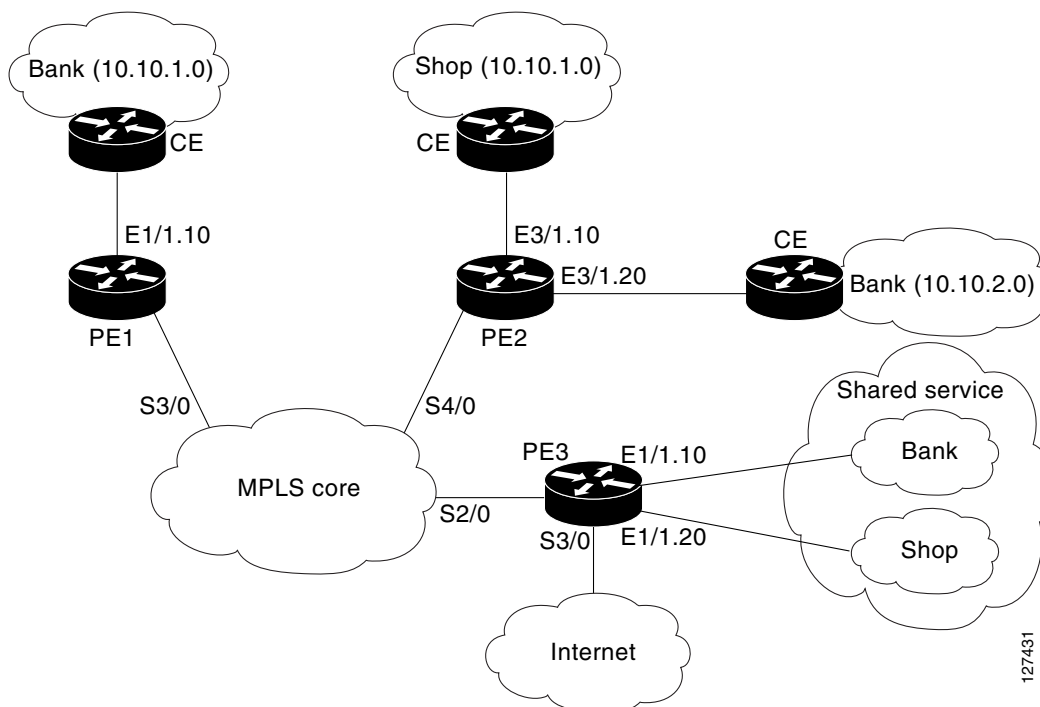 Bank (10.10.1.0)
Shop (10.10.1.0)
CE
CE
E1/1.10
E3/1.10
CE
E3/1.20
Bank (10.10.2.0)
PE1
PE2
Shared service
S3/0
S4/0
Bank
PE3
E1/1.10
MPLS core
S2/0
S3/0
E1/1.20
Shop
Internet
127431